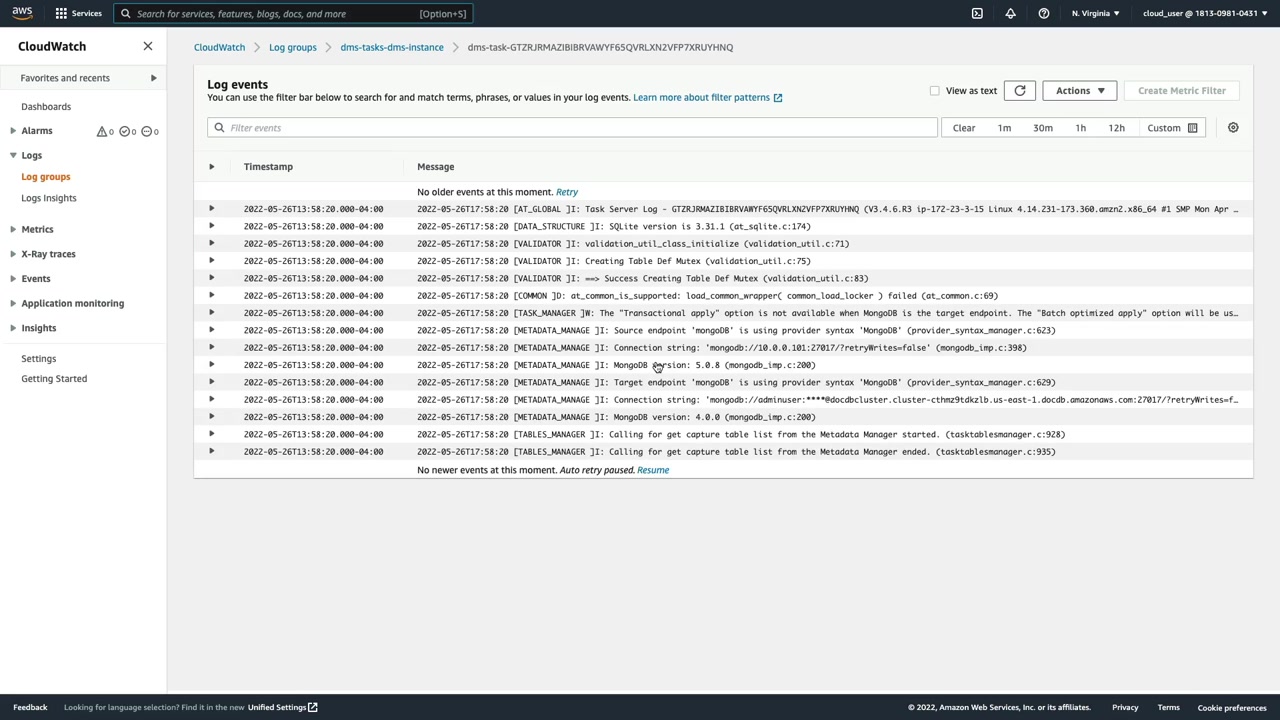 aws Services Search for services, features, blogs, docs, and more [Option+S] N. Virginia cloud_user @ 1813-0981-0431
CloudWatch
Favorites and recents
Dashboards
Alarms 0 0 0
Logs
Log groups
Logs Insights
Metrics
X-Ray traces
Events
Application monitoring
Insights
Settings
Getting Started
CloudWatch Log groups dms-tasks-dms-instance dms-task-GTZRJRMAZIBIBRVAWYF65QVRLXN2VFP7XRUYHNQ
Log events
You can use the filter bar below to search for and match terms, phrases, or values in your log events. Learn more about filter patterns
View as text Actions Create Metric Filter
Filter events Clear 1m 30m 1h 12h Custom
Timestamp Message
No older events at this moment. Retry
2022-05-26T13:58:20.000-04:00 2022-05-26T17:58:20 [AT_GLOBAL ]I: Task Server Log - GTZRJRMAZIBIBRVAWYF65QVRLXN2VFP7XRUYHNQ (V3.4.6.R3 ip-172-23-3-15 Linux 4.14.231-173.360.amzn2.x86_64 #1 SMP Mon Apr …
2022-05-26T13:58:20.000-04:00 2022-05-26T17:58:20 [DATA_STRUCTURE ]I: SQLite version is 3.31.1 (at_sqlite.c:174)
2022-05-26T13:58:20.000-04:00 2022-05-26T17:58:20 [VALIDATOR ]I: validation_util_class_initialize (validation_util.c:71)
2022-05-26T13:58:20.000-04:00 2022-05-26T17:58:20 [VALIDATOR ]I: Creating Table Def Mutex (validation_util.c:75)
2022-05-26T13:58:20.000-04:00 2022-05-26T17:58:20 [VALIDATOR ]I: ==> Success Creating Table Def Mutex (validation_util.c:83)
2022-05-26T13:58:20.000-04:00 2022-05-26T17:58:20 [COMMON ]D: at_common_is_supported: load_common_wrapper( common_load_locker ) failed (at_common.c:69)
2022-05-26T13:58:20.000-04:00 2022-05-26T17:58:20 [TASK_MANAGER ]W: The "Transactional apply" option is not available when MongoDB is the target endpoint. The "Batch optimized apply" option will be us…
2022-05-26T13:58:20.000-04:00 2022-05-26T17:58:20 [METADATA_MANAGE ]I: Source endpoint 'mongoDB' is using provider syntax 'MongoDB' (provider_syntax_manager.c:623)
2022-05-26T13:58:20.000-04:00 2022-05-26T17:58:20 [METADATA_MANAGE ]I: Connection string: 'mongodb://10.0.0.101:27017/?retryWrites=false' (mongodb_imp.c:398)
2022-05-26T13:58:20.000-04:00 2022-05-26T17:58:20 [METADATA_MANAGE ]I: MongoDB version: 5.0.8 (mongodb_imp.c:200)
2022-05-26T13:58:20.000-04:00 2022-05-26T17:58:20 [METADATA_MANAGE ]I: Target endpoint 'mongoDB' is using provider syntax 'MongoDB' (provider_syntax_manager.c:629)
2022-05-26T13:58:20.000-04:00 2022-05-26T17:58:20 [METADATA_MANAGE ]I: Connection string: 'mongodb://adminuser:****@docdbcluster.cluster-cthmz9tdkzlb.us-east-1.docdb.amazonaws.com:27017/?retryWrites=f…
2022-05-26T13:58:20.000-04:00 2022-05-26T17:58:20 [METADATA_MANAGE ]I: MongoDB version: 4.0.0 (mongodb_imp.c:200)
2022-05-26T13:58:20.000-04:00 2022-05-26T17:58:20 [TABLES_MANAGER ]I: Calling for get capture table list from the Metadata Manager started. (tasktablesmanager.c:928)
2022-05-26T13:58:20.000-04:00 2022-05-26T17:58:20 [TABLES_MANAGER ]I: Calling for get capture table list from the Metadata Manager ended. (tasktablesmanager.c:935)
No newer events at this moment. Auto retry paused. Resume
Feedback Looking for language selection? Find it in the new Unified Settings © 2022, Amazon Web Services, Inc. or its affiliates. Privacy Terms Cookie preferences